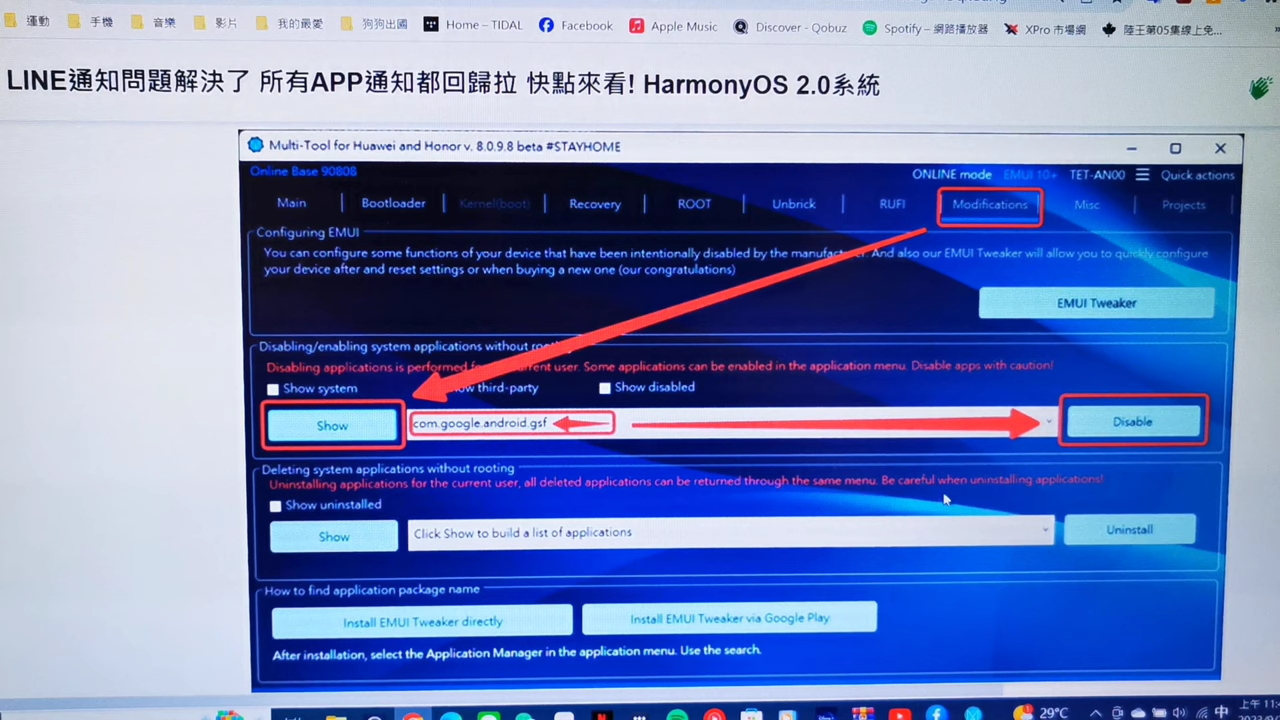 運動 手機 音樂 影片 我的最愛 狗狗出國 Home – TIDAL Facebook Apple Music Discover - Qobuz Spotify – 網路播放器 XPro 市場網 陸王第05集線上免...
LINE通知問題解決了 所有APP通知都回歸拉 快點來看! HarmonyOS 2.0系統
Multi-Tool for Huawei and Honor v. 8.0.9.8 beta #STAYHOME
Online Base 90808
ONLINE mode EMUI 10+ TET-AN00 Quick actions
Main Bootloader Kernel(boot) Recovery ROOT Unbrick RUFI Modifications Misc Projects
Configuring EMUI
You can configure some functions of your device that have been intentionally disabled by the manufacturer. And also our EMUI Tweaker will allow you to quickly configure
your device after and reset settings or when buying a new one (our congratulations)
EMUI Tweaker
Disabling/enabling system applications without rooting
Disabling applications is performed for current user. Some applications can be enabled in the application menu. Disable apps with caution!
Show system Show third-party Show disabled
Show com.google.android.gsf Disable
Deleting system applications without rooting
Uninstalling applications for the current user, all deleted applications can be returned through the same menu. Be careful when uninstalling applications!
Show uninstalled
Show Click Show to build a list of applications Uninstall
How to find application package name
Install EMUI Tweaker directly Install EMUI Tweaker via Google Play
After installation, select the Application Manager in the application menu. Use the search.
29°C 中 上午 11